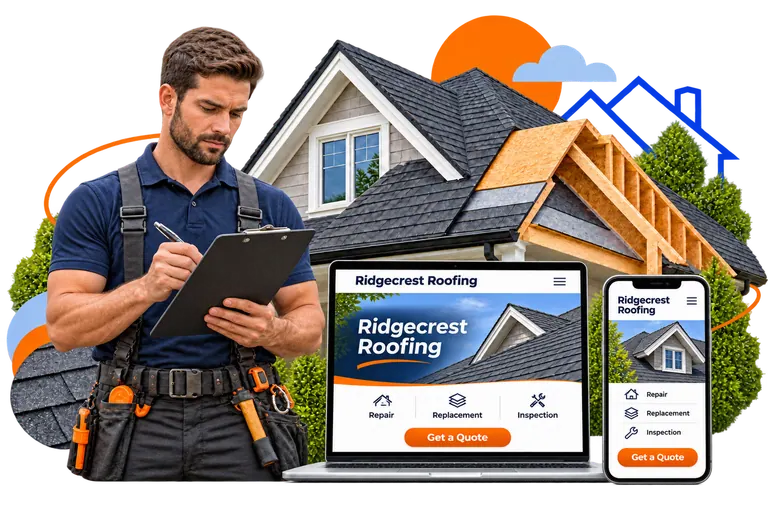 Ridgecrest Roofing
Ridgecrest
Roofing
Repair
Replacement
Inspection
Get a Quote
Ridgecrest
Roofing
Repair
Replacement
Inspection
Get a Quote